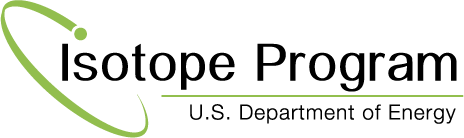 Isotope Program
U.S. Department of Energy